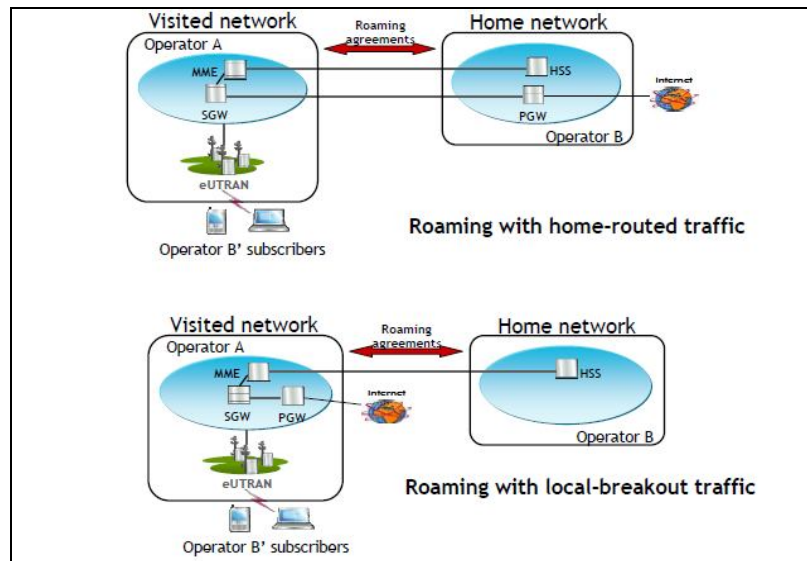 Visited network
Roaming
agreements
Home network
Operator A
MME
HSS
Internet
SGW
PGW
Operator B
eUTRAN
Operator B' subscribers
Roaming with home-routed traffic
Visited network
Roaming
agreements
Home network
Operator A
MME
HSS
Internet
SGW
PGW
Operator B
eUTRAN
Operator B' subscribers
Roaming with local-breakout traffic